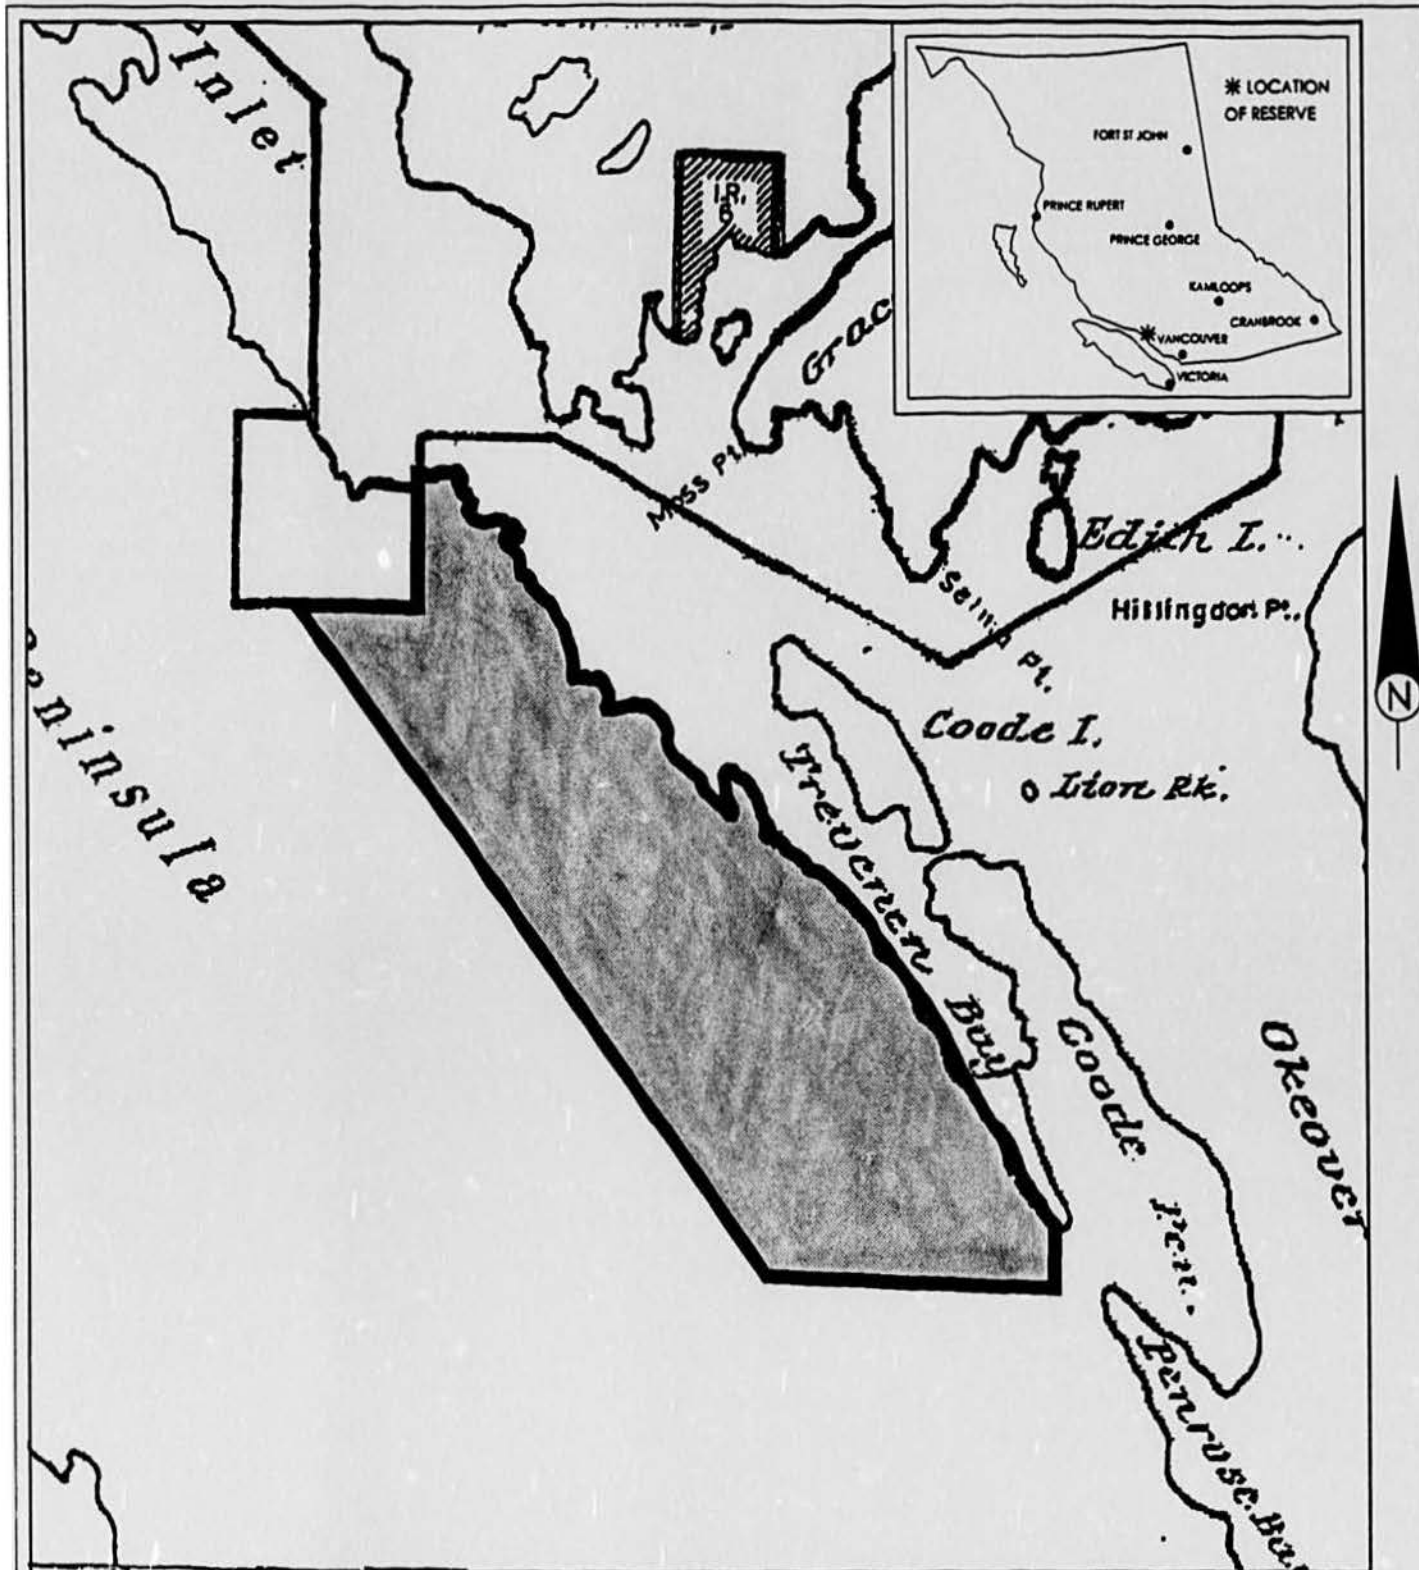 Inlet
I.R.
6
✱ LOCATION
OF RESERVE
FORT ST JOHN
PRINCE RUPERT
PRINCE GEORGE
KAMLOOPS
CRANBROOK
VANCOUVER
VICTORIA
Grac
Moss Pt.
Edith I.
Selina Pt.
Hillingdon Pt.
Coode I.
Lion Rk.
Peninsula
Trevenen Bay
Coode Pen.
Okeover
Penrose Ba
N